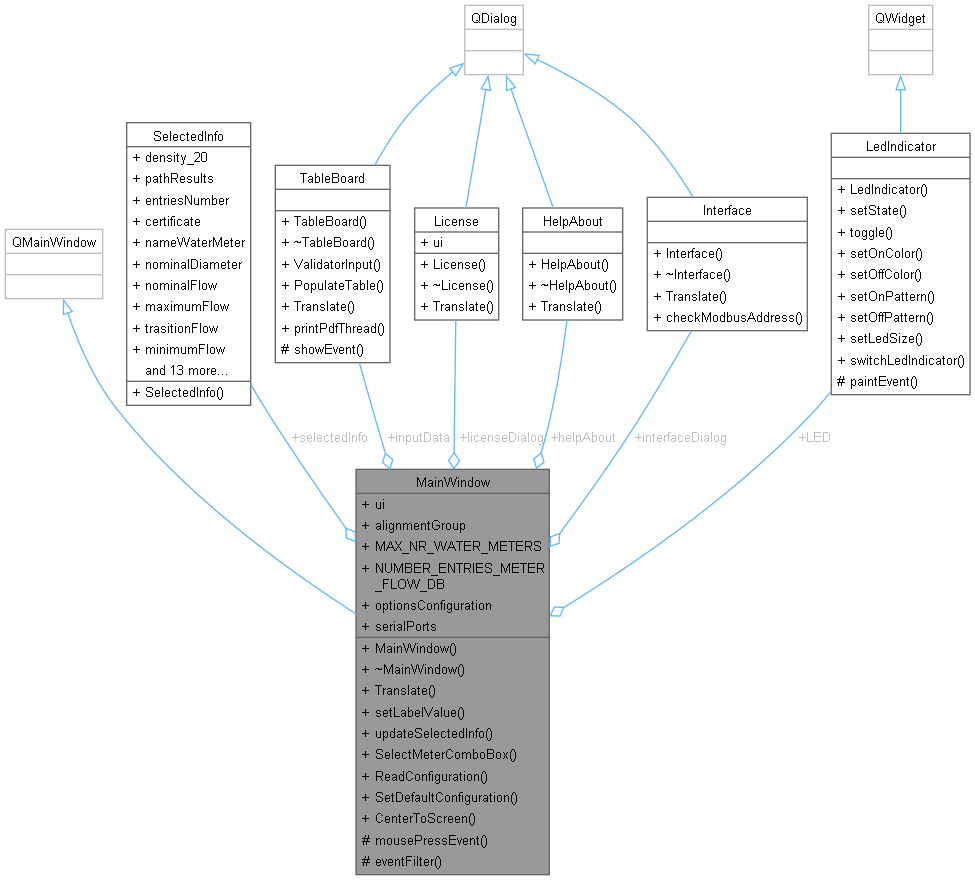 QDialog
QWidget
SelectedInfo
+ density_20
+ pathResults
+ entriesNumber
+ certificate
+ nameWaterMeter
+ nominalDiameter
+ nominalFlow
+ maximumFlow
+ trasitionFlow
+ minimumFlow
and 13 more...
+ SelectedInfo()
LedIndicator
+ LedIndicator()
+ setState()
+ toggle()
+ setOnColor()
+ setOffColor()
+ setOnPattern()
+ setOffPattern()
+ setLedSize()
+ switchLedIndicator()
# paintEvent()
TableBoard
+ TableBoard()
+ ~TableBoard()
+ ValidatorInput()
+ PopulateTable()
+ Translate()
+ printPdfThread()
# showEvent()
License
+ ui
+ License()
+ ~License()
+ Translate()
HelpAbout
+ HelpAbout()
+ ~HelpAbout()
+ Translate()
Interface
+ Interface()
+ ~Interface()
+ Translate()
+ checkModbusAddress()
QMainWindow
+selectedInfo
+inputData
+licenseDialog
+helpAbout
+interfaceDialog
+LED
MainWindow
+ ui
+ alignmentGroup
+ MAX_NR_WATER_METERS
+ NUMBER_ENTRIES_METER
_FLOW_DB
+ optionsConfiguration
+ serialPorts
+ MainWindow()
+ ~MainWindow()
+ Translate()
+ setLabelValue()
+ updateSelectedInfo()
+ SelectMeterComboBox()
+ ReadConfiguration()
+ SetDefaultConfiguration()
+ CenterToScreen()
# mousePressEvent()
# eventFilter()